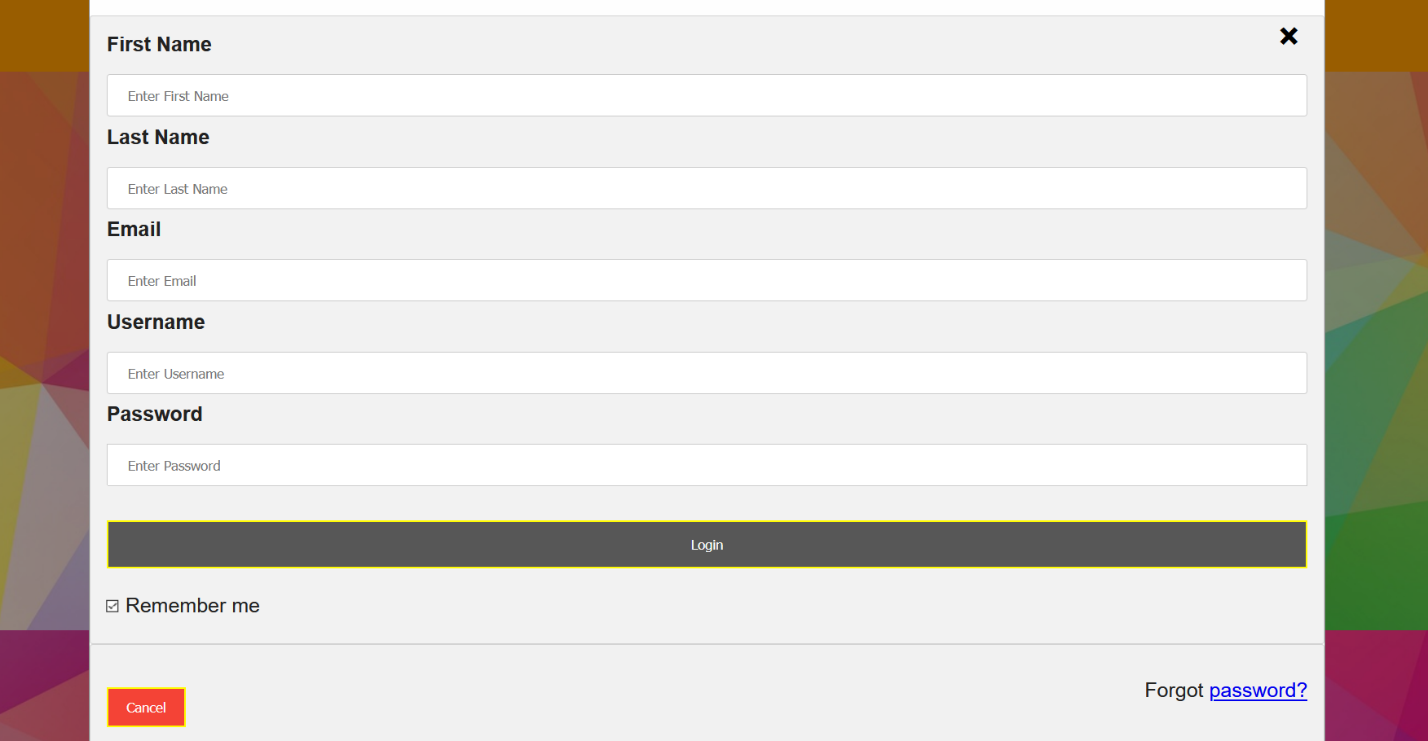 First Name
Enter First Name
Last Name
Enter Last Name
Email
Enter Email
Username
Enter Username
Password
Enter Password
Login
Remember me
Forgot password?
Cancel